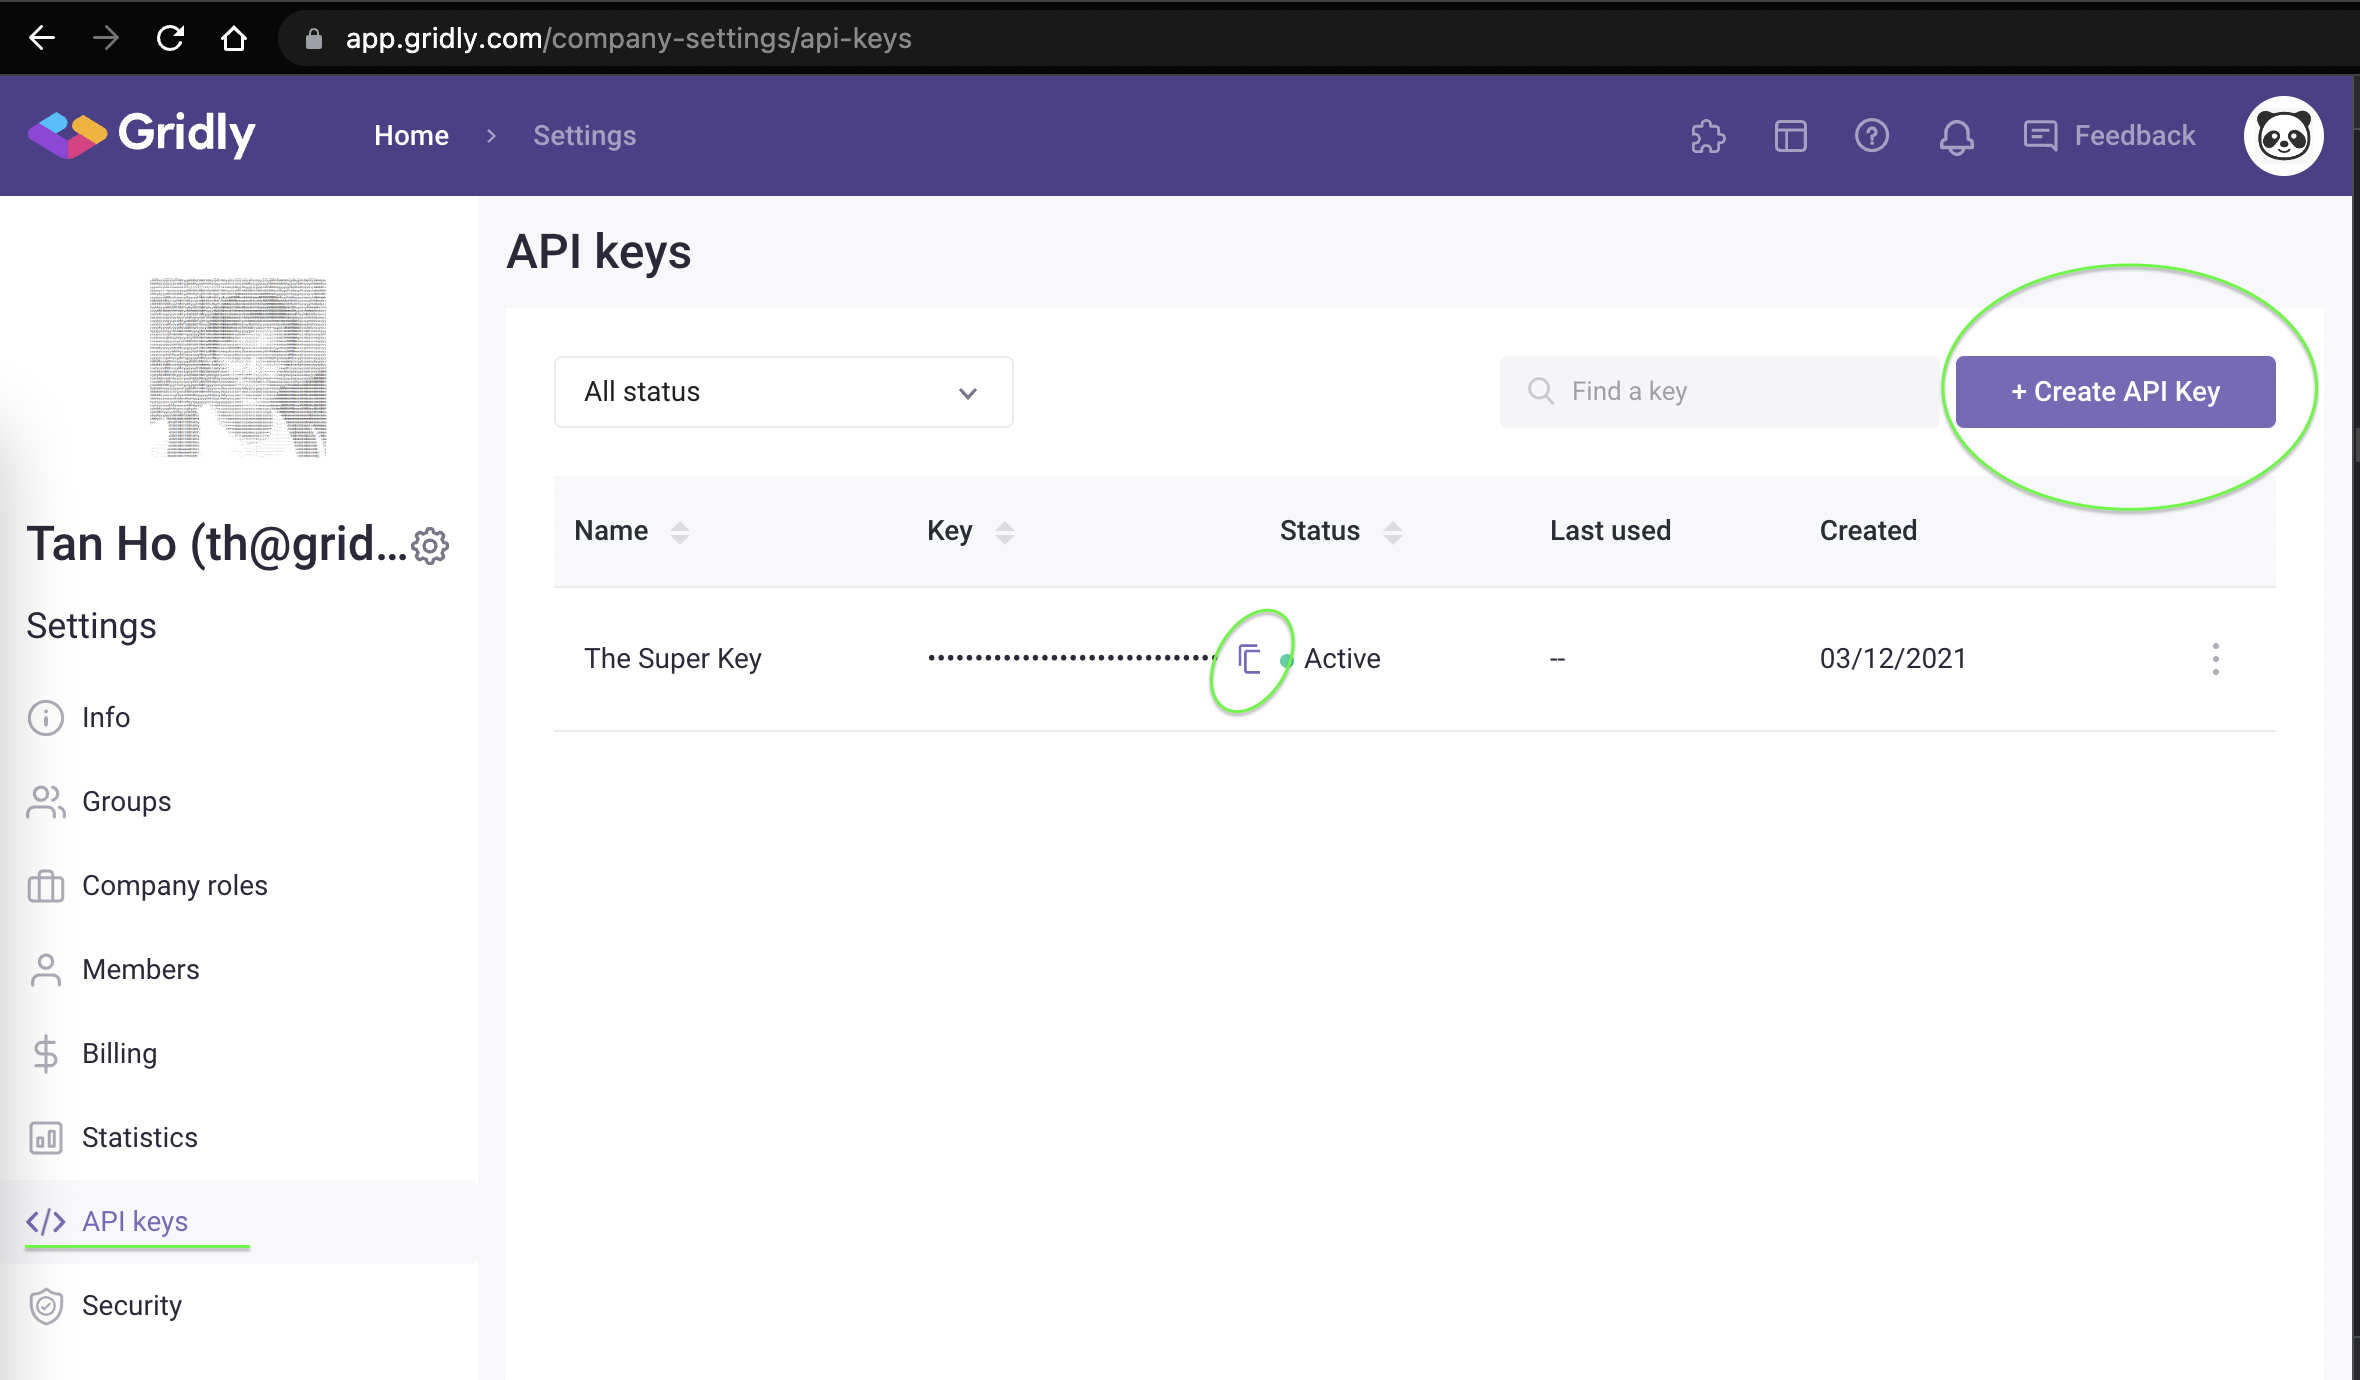 app.gridly.com/company-settings/api-keys
Gridly
Home > Settings
Feedback
API keys
All status
Find a key
+ Create API Key
Tan Ho (th@grid...
Settings
Info
Groups
Company roles
Members
Billing
Statistics
API keys
Security
Name Key Status Last used Created
The Super Key •••••••••••••••••••••••••••••••• Active -- 03/12/2021